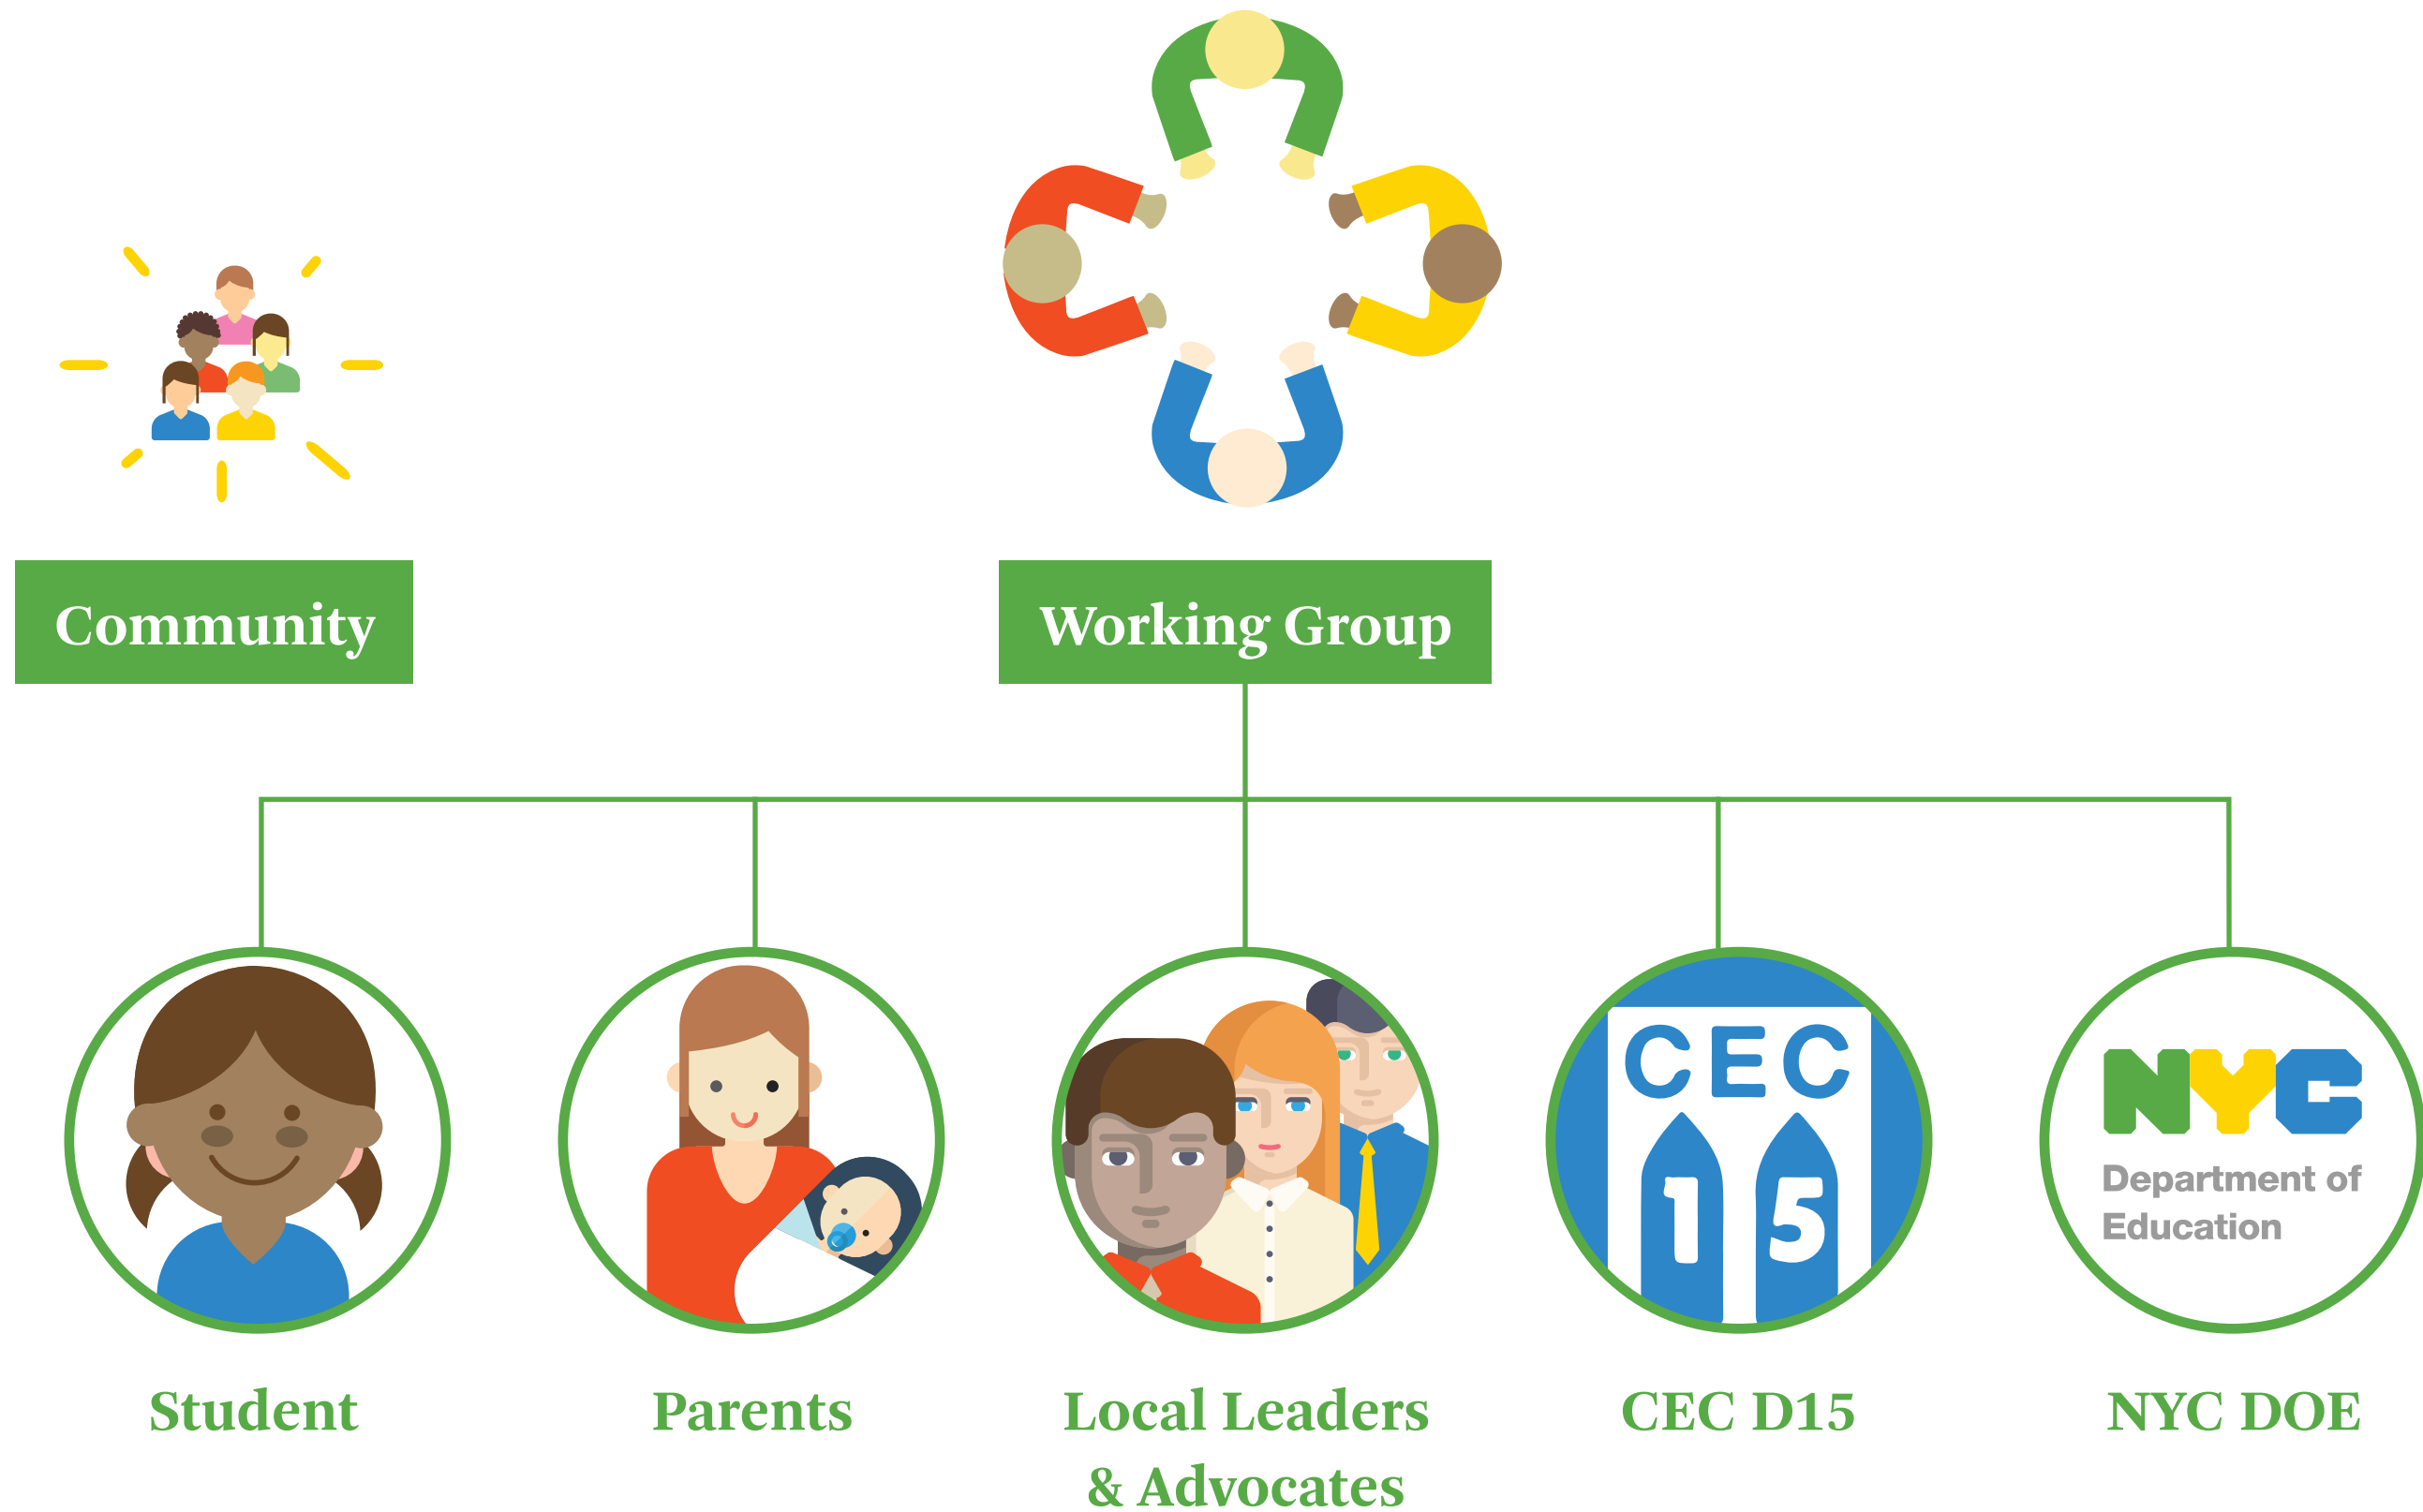 Community
Working Group
CEC
15
NYC
Department of
Education
Student
Parents
Local Leaders
& Advocates
CEC D15
NYC DOE